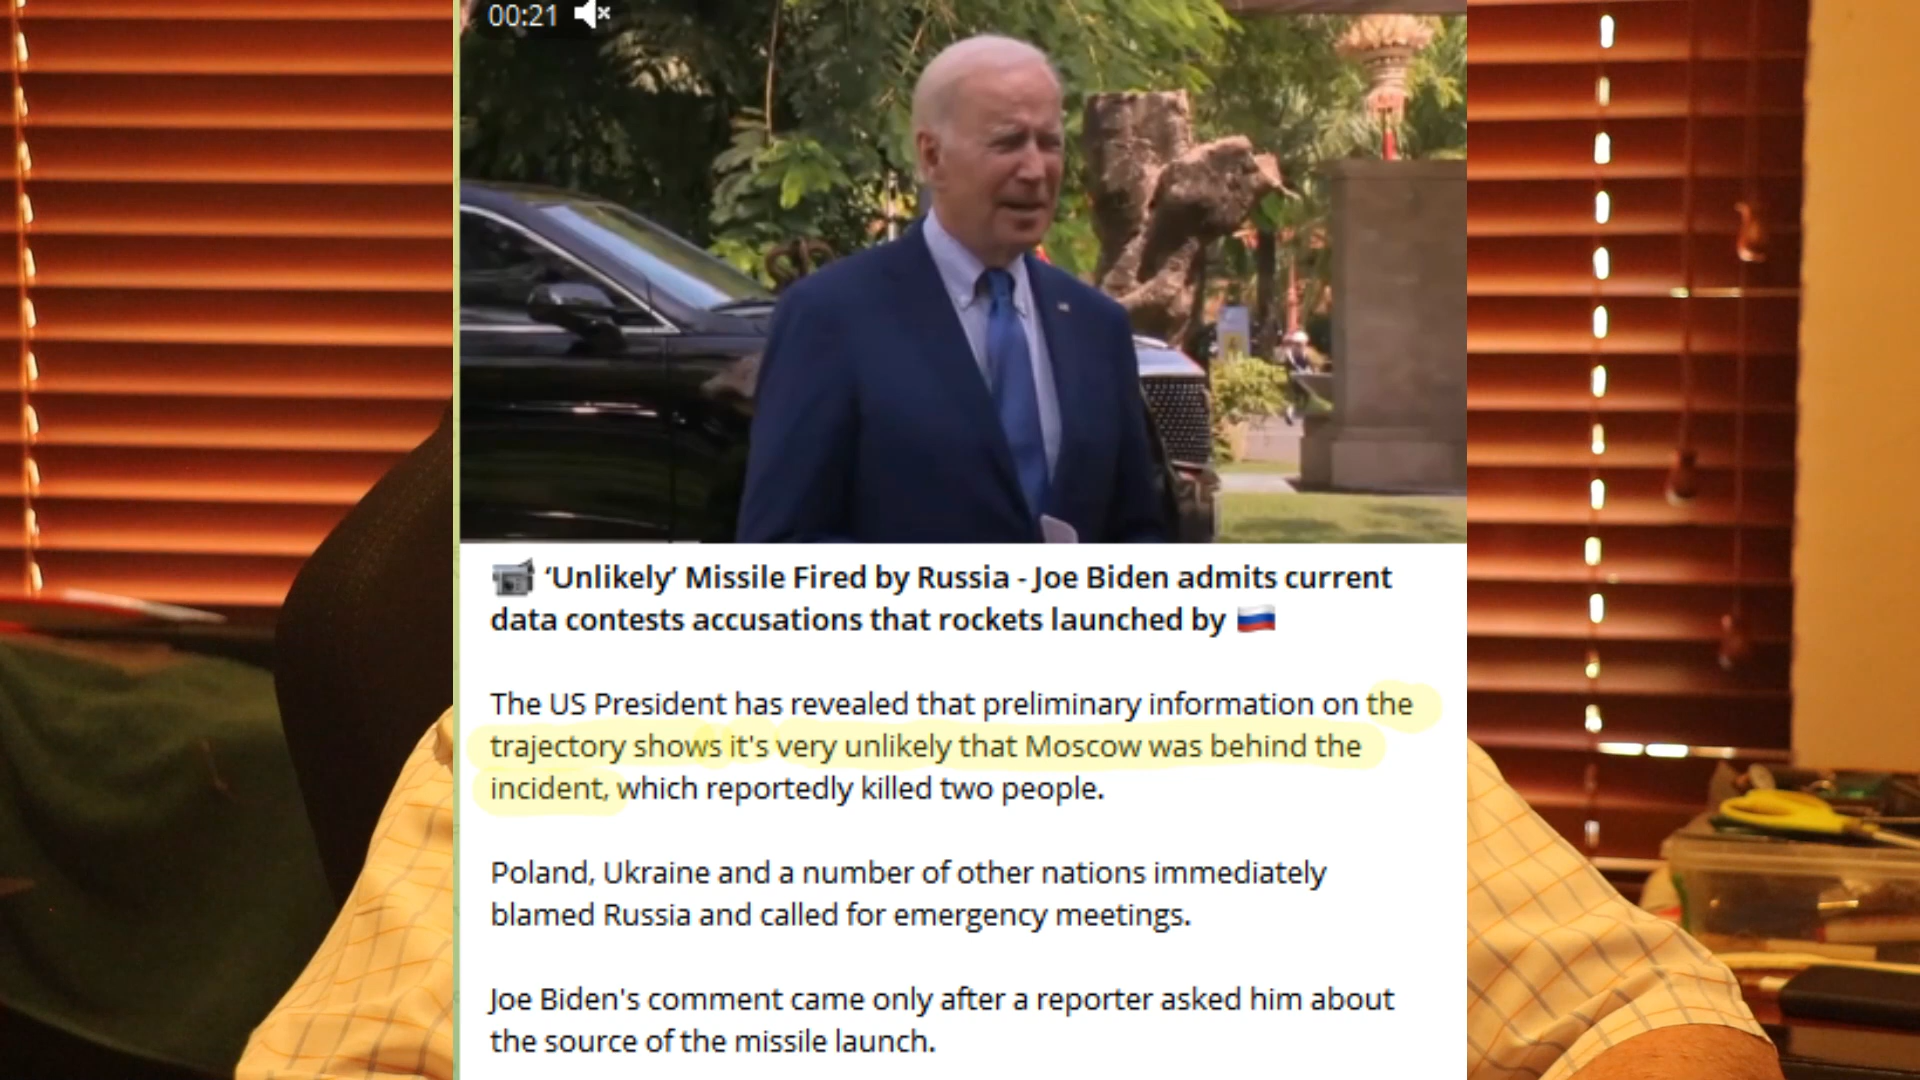 00:21
‘Unlikely’ Missile Fired by Russia - Joe Biden admits current
data contests accusations that rockets launched by
The US President has revealed that preliminary information on the
trajectory shows it's very unlikely that Moscow was behind the
incident, which reportedly killed two people.
Poland, Ukraine and a number of other nations immediately
blamed Russia and called for emergency meetings.
Joe Biden's comment came only after a reporter asked him about
the source of the missile launch.